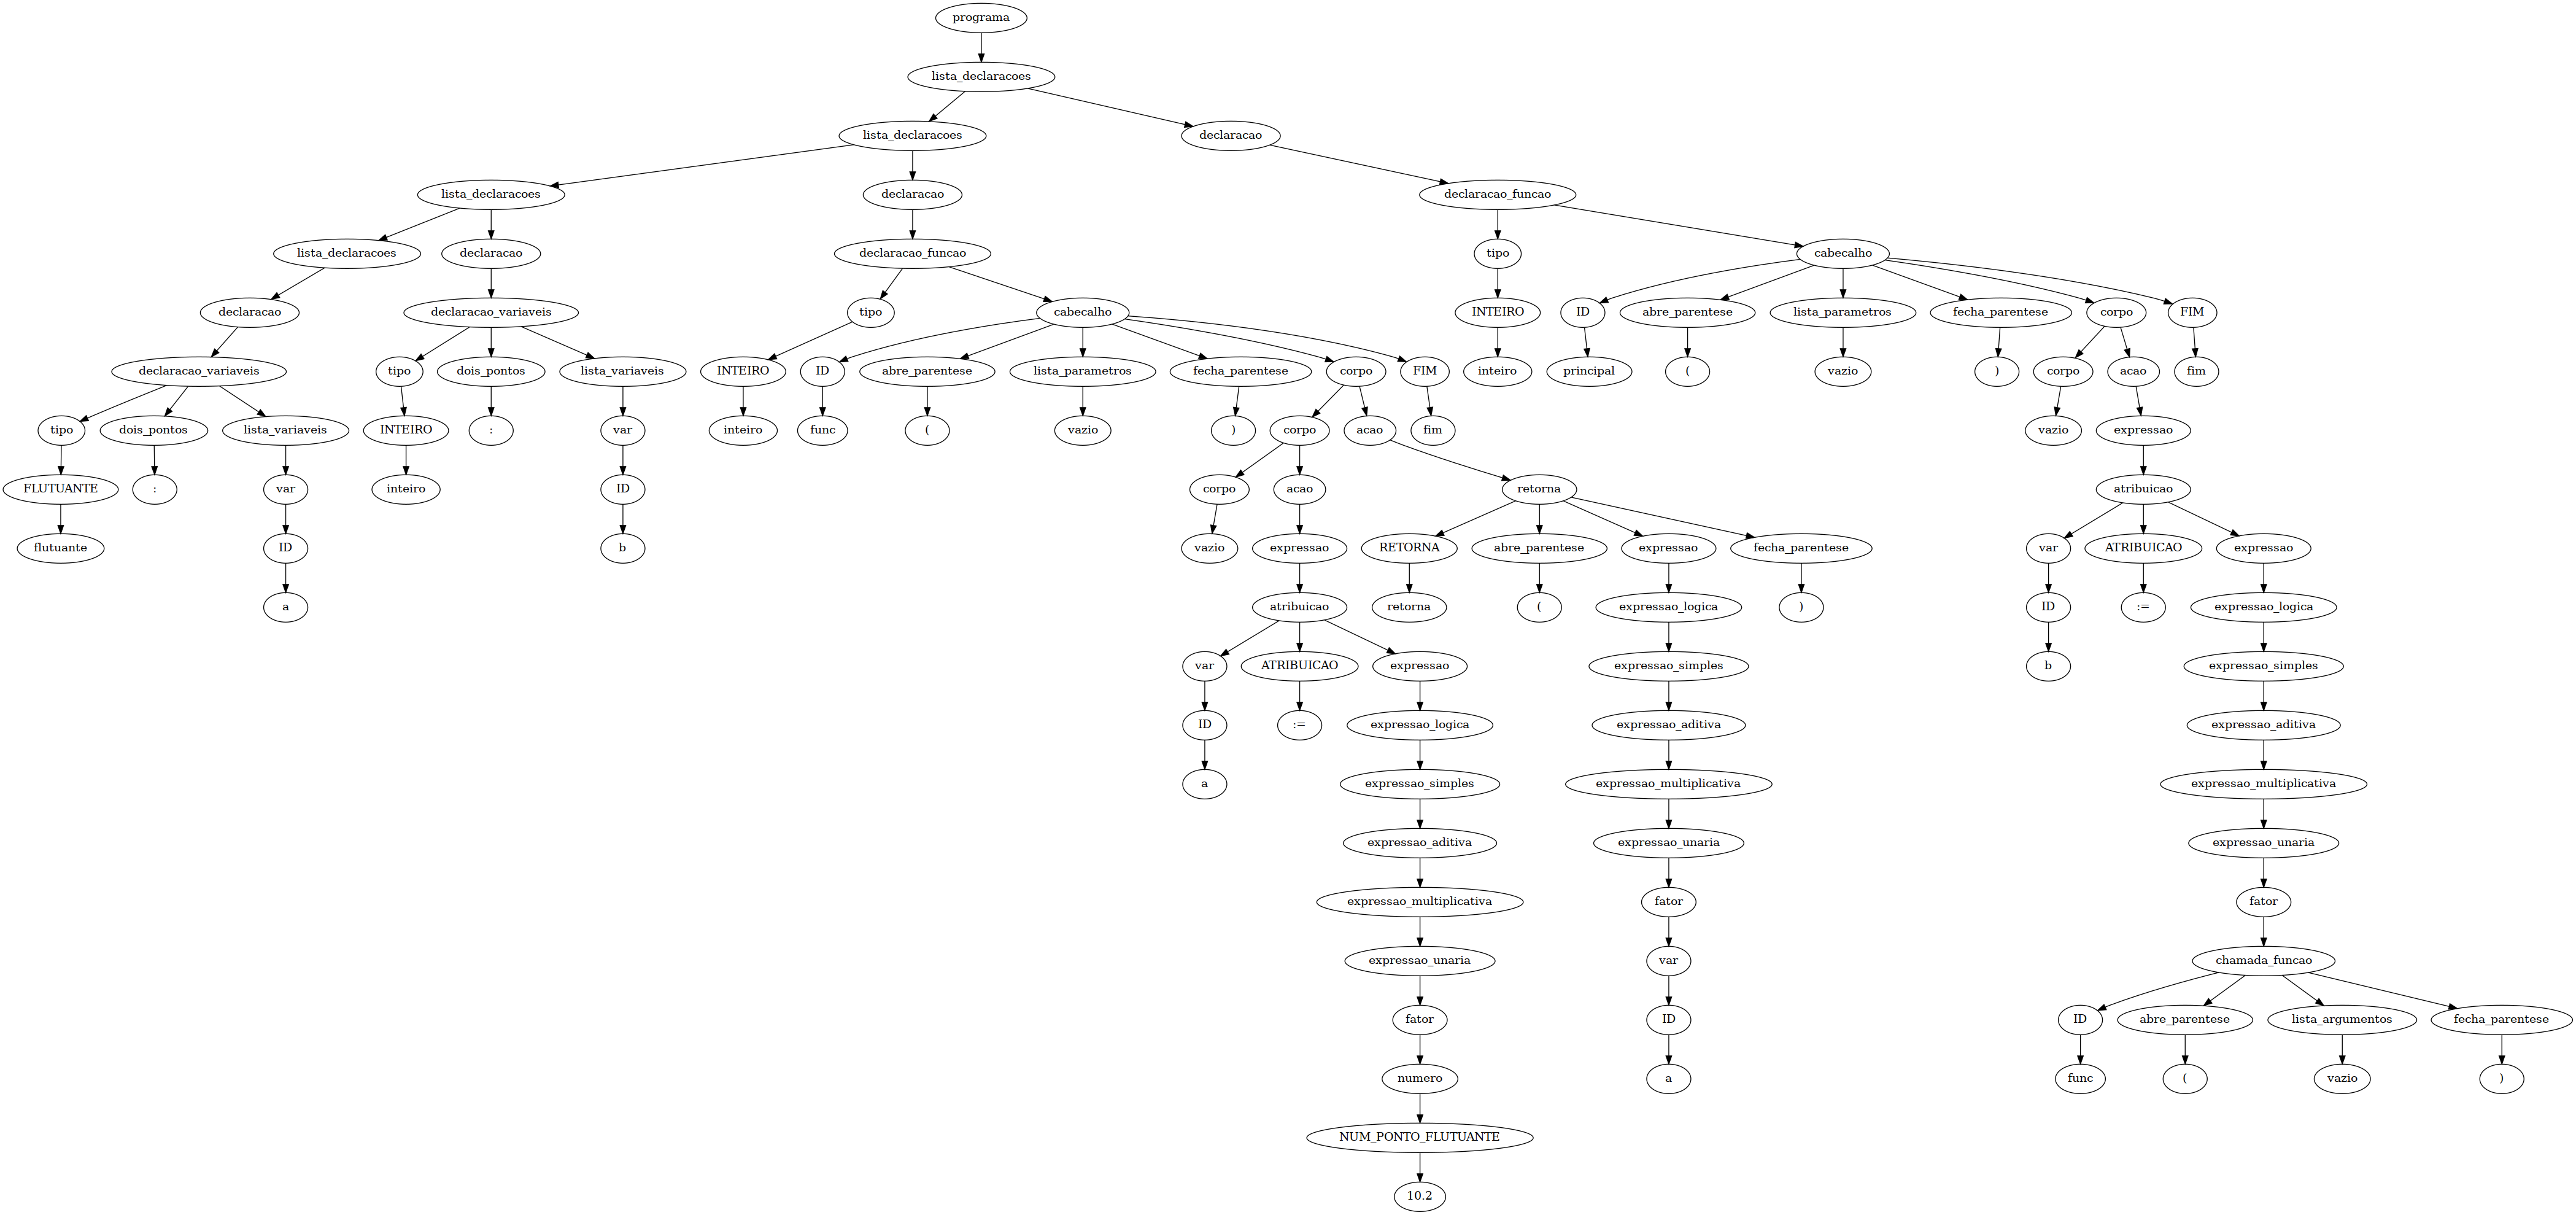 programa
lista_declaracoes
lista_declaracoes declaracao
lista_declaracoes declaracao declaracao_funcao
lista_declaracoes declaracao declaracao_funcao tipo cabecalho
declaracao declaracao_variaveis tipo cabecalho INTEIRO ID abre_parentese lista_parametros fecha_parentese corpo FIM
declaracao_variaveis tipo dois_pontos lista_variaveis INTEIRO ID abre_parentese lista_parametros fecha_parentese corpo FIM inteiro principal ( vazio ) corpo acao fim
tipo dois_pontos lista_variaveis INTEIRO : var inteiro func ( vazio ) corpo acao fim vazio expressao
FLUTUANTE : var inteiro ID corpo acao retorna atribuicao
flutuante ID b vazio expressao RETORNA abre_parentese expressao fecha_parentese var ATRIBUICAO expressao
a atribuicao retorna ( expressao_logica ) ID := expressao_logica
var ATRIBUICAO expressao expressao_simples b expressao_simples
ID := expressao_logica expressao_aditiva expressao_aditiva
a expressao_simples expressao_multiplicativa expressao_multiplicativa
expressao_aditiva expressao_unaria expressao_unaria
expressao_multiplicativa fator fator
expressao_unaria var chamada_funcao
fator ID ID abre_parentese lista_argumentos fecha_parentese
numero a func ( vazio )
NUM_PONTO_FLUTUANTE
10.2